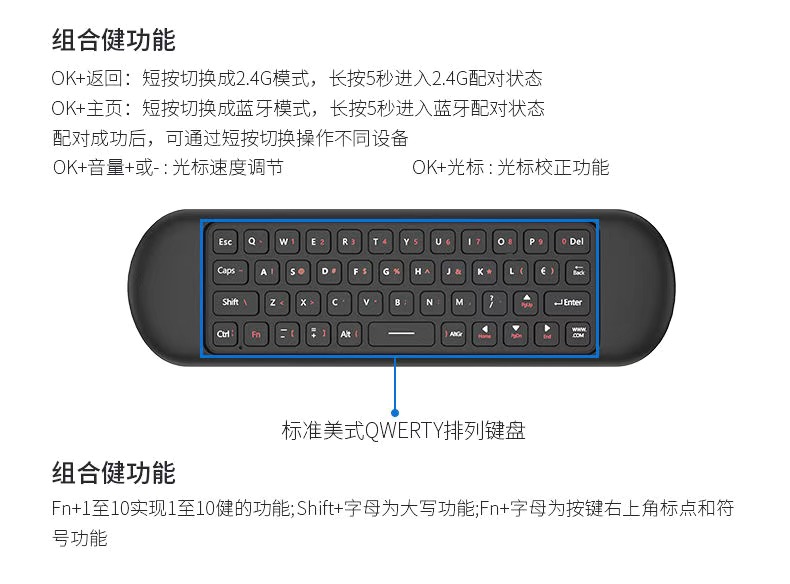 组合健功能
OK+返回：短按切换成2.4G模式，长按5秒进入2.4G配对状态
OK+主页：短按切换成蓝牙模式，长按5秒进入蓝牙配对状态
配对成功后，可通过短按切换操作不同设备
OK+音量+或-：光标速度调节 OK+光标：光标校正功能
Esc Q W 1 E 2 R 3 T 4 Y 5 U 6 I 7 O 8 P 9 0 Del
Caps A ! S @ D # F $ G % H ^ J & K * L ( € ) Back
Shift \ Z < X > C V B N M ? / PgUp Enter
Ctrl Fn — - [ = + ] Alt ( ) AltGr Home PgDn End WWW. .COM
标准美式QWERTY排列键盘
组合健功能
Fn+1至10实现1至10健的功能;Shift+字母为大写功能;Fn+字母为按键右上角标点和符
号功能